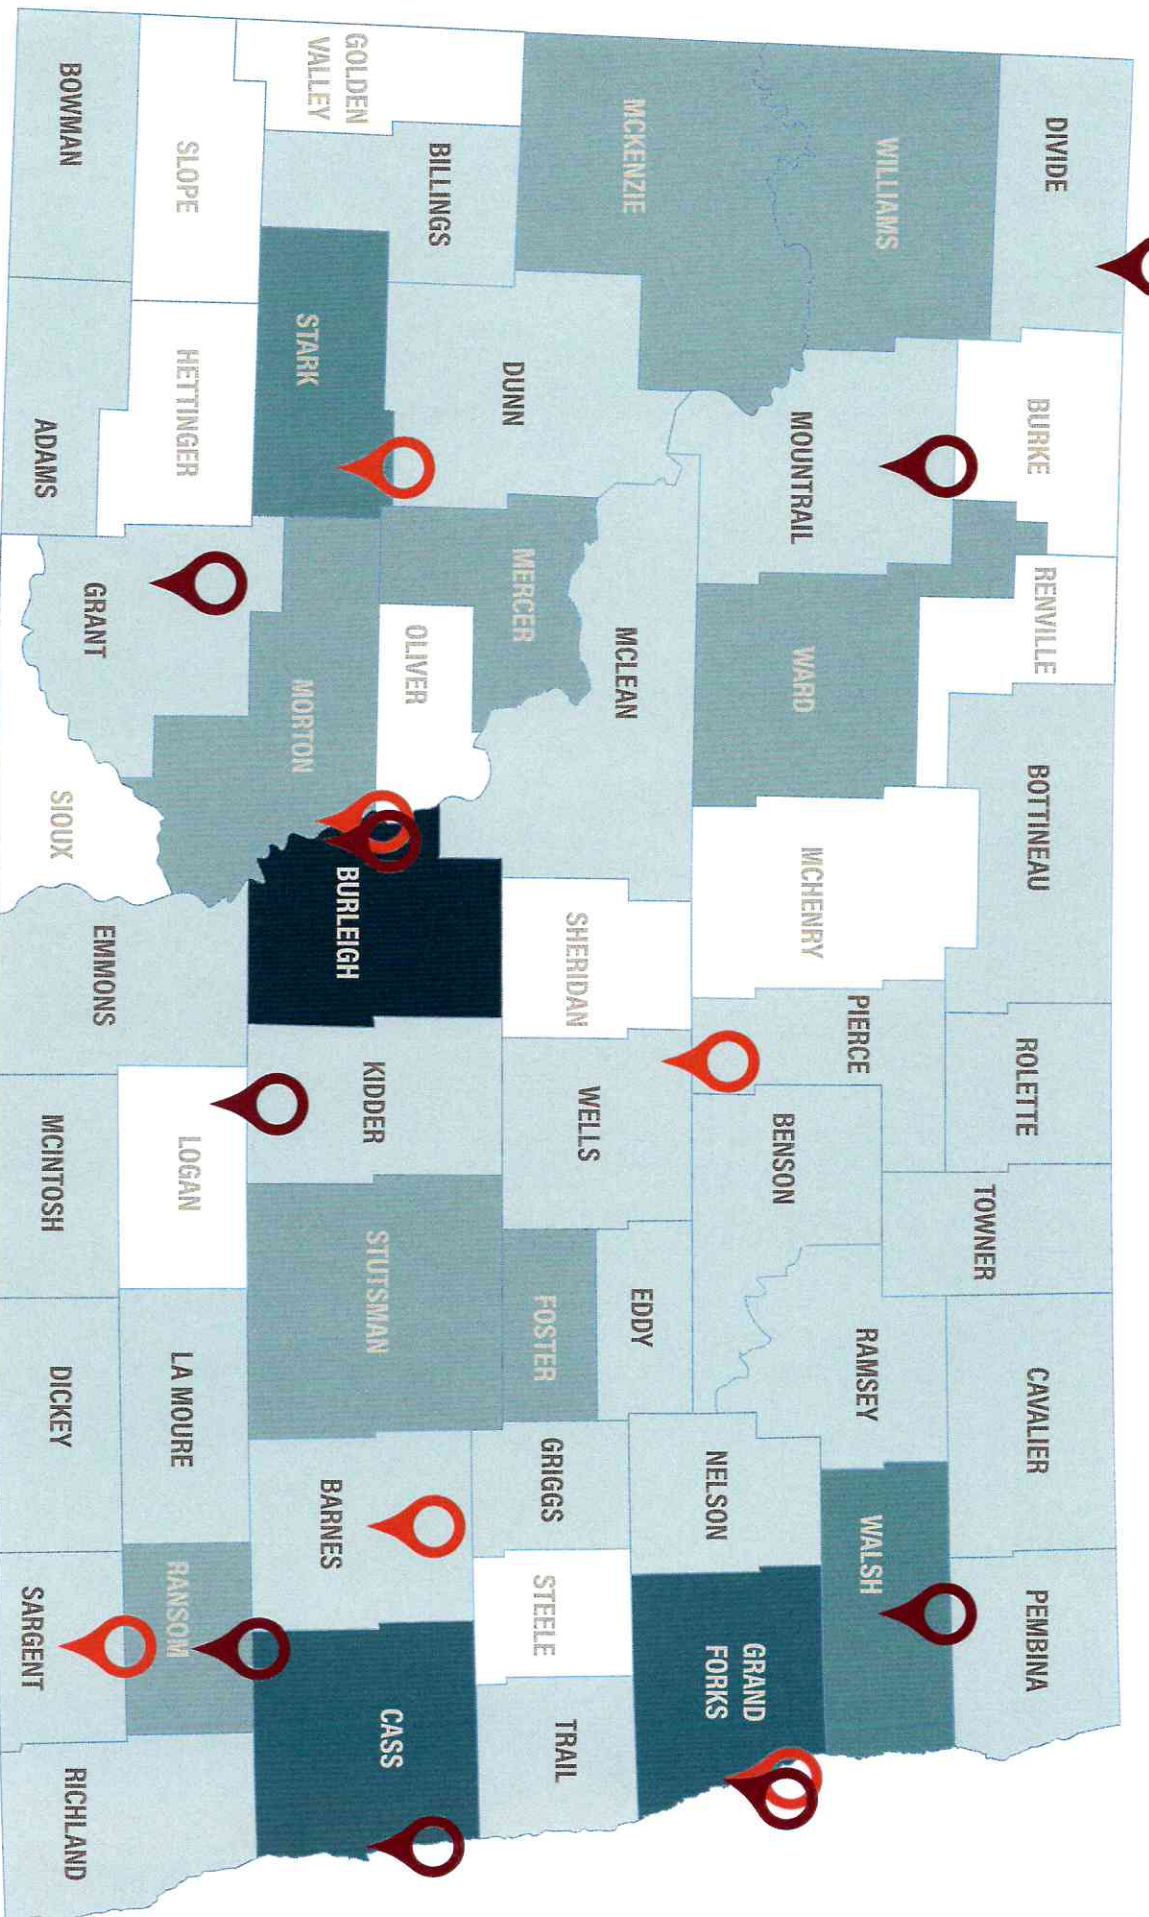 DIVIDE
BURKE
RENVILLE
BOTTINEAU
ROLETTE
TOWNER
CAVALIER
PEMBINA
WILLIAMS
MOUNTRAIL
WARD
MCHENRY
PIERCE
BENSON
RAMSEY
WALSH
MCKENZIE
DUNN
MERCER
MCLEAN
SHERIDAN
WELLS
EDDY
FOSTER
GRIGGS
NELSON
STEELE
GRAND
FORKS
TRAIL
GOLDEN
VALLEY
BILLINGS
STARK
OLIVER
MORTON
BURLEIGH
KIDDER
STUTSMAN
BARNES
CASS
SLOPE
HETTINGER
GRANT
BOWMAN
ADAMS
SIOUX
EMMONS
LOGAN
LA MOURE
RANSOM
MCINTOSH
DICKEY
SARGENT
RICHLAND